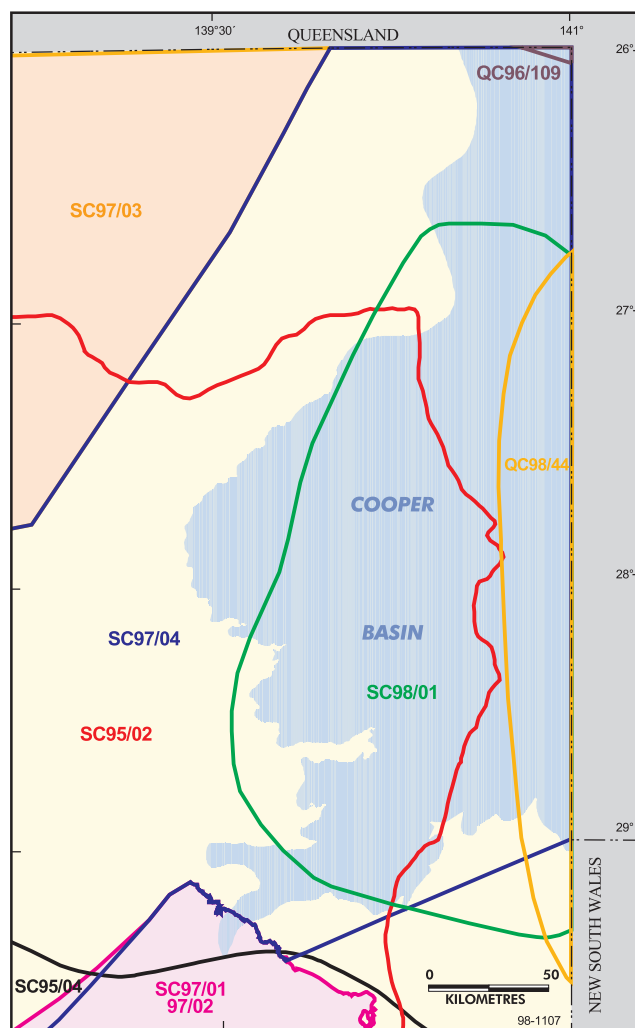 139°30´
QUEENSLAND
141°
26°
QC96/109
SC97/03
27°
QC98/44
COOPER
28°
BASIN
SC97/04
SC98/01
SC95/02
29°
NEW SOUTH WALES
SC95/04
SC97/01
97/02
0
50
KILOMETRES
98-1107